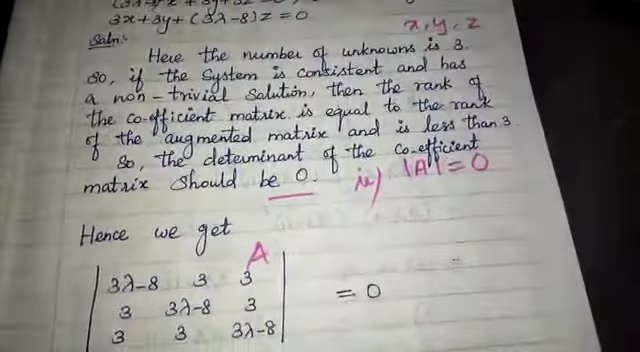 3x+3y+(3λ-8)z=0
x, y, z
Soln:
Here the number of unknowns is 3.
so, if the system is consistent and has
a non-trivial solution, then the rank of
the co-efficient matrix is equal to the rank
of the augmented matrix and is less than 3.
So, the determinant of the co-efficient
matrix should be 0. ie) |A|=0
Hence we get
A
3λ-8 3 3
3 3λ-8 3 = 0
3 3 3λ-8